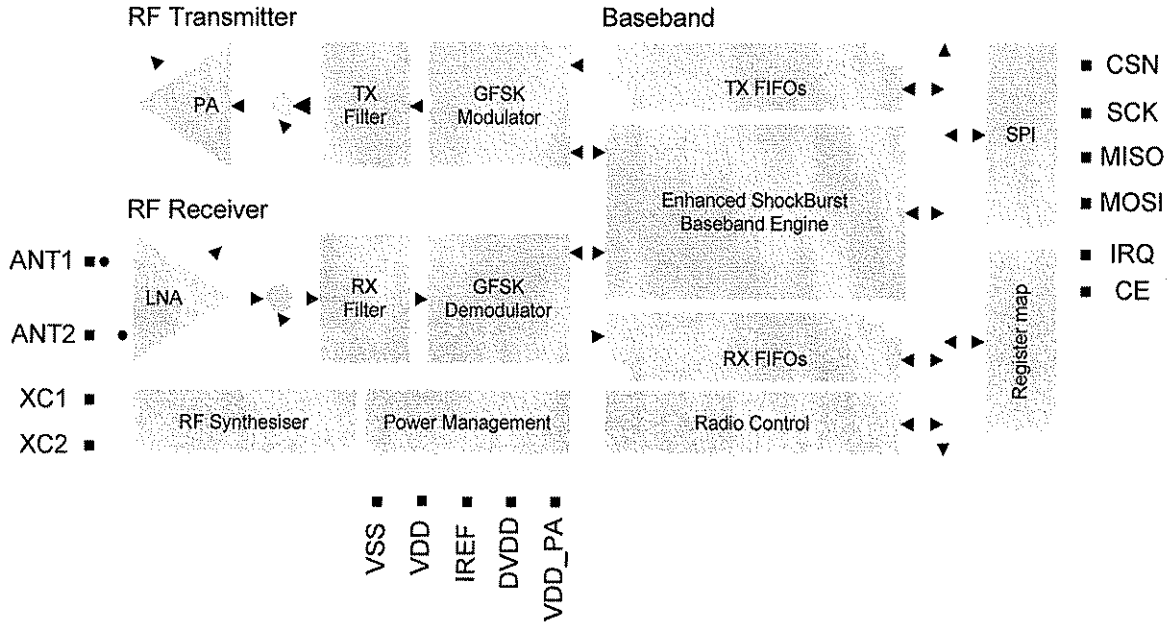 RF Transmitter
Baseband
PA
TX
Filter
GFSK
Modulator
TX FIFOs
SPI
CSN
SCK
MISO
MOSI
IRQ
CE
Enhanced ShockBurst
Baseband Engine
RF Receiver
ANT1
ANT2
LNA
RX
Filter
GFSK
Demodulator
RX FIFOs
Register map
XC1
XC2
RF Synthesiser
Power Management
Radio Control
VSS
VDD
IREF
DVDD
VDD_PA